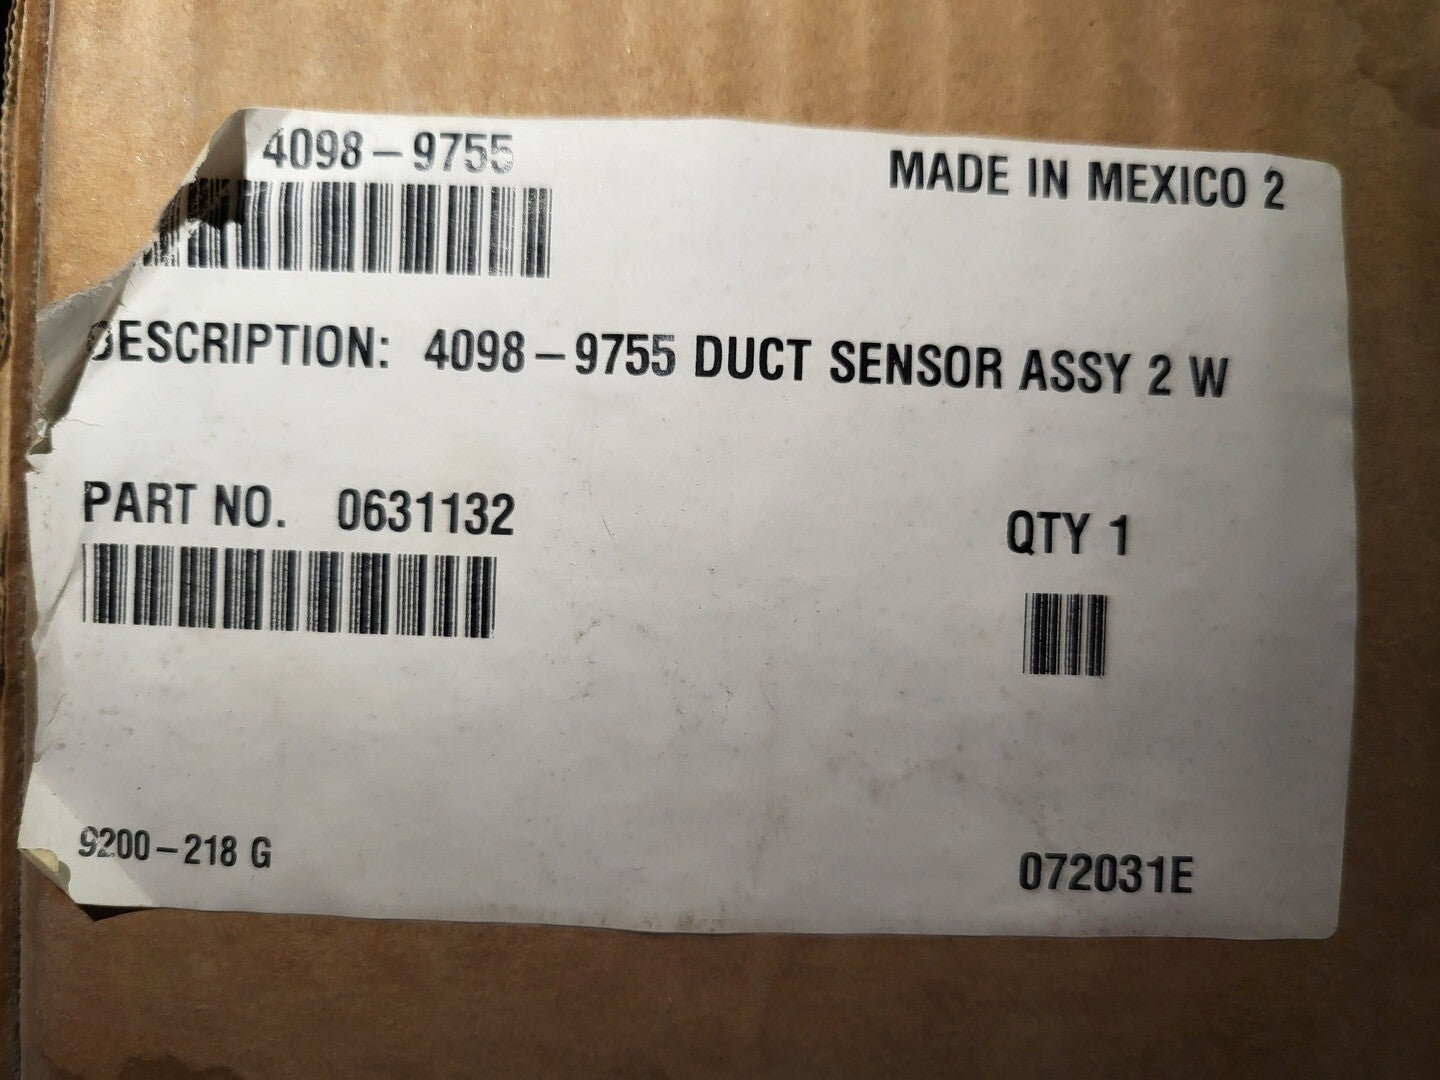 4098-9755
MADE IN MEXICO 2
DESCRIPTION: 4098-9755 DUCT SENSOR ASSY 2 W
PART NO. 0631132
QTY 1
9200-218 G
072031E